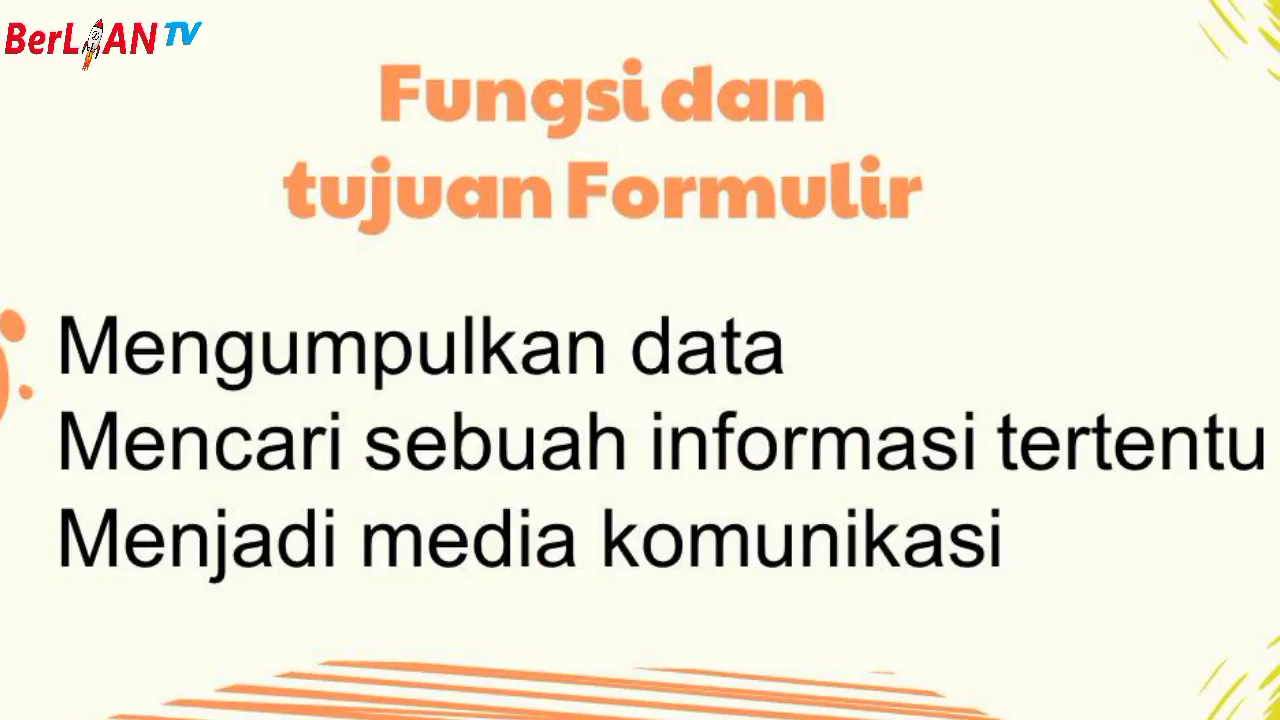 BerLIAN TV
Fungsi dan
tujuan Formulir
Mengumpulkan data
Mencari sebuah informasi tertentu
Menjadi media komunikasi